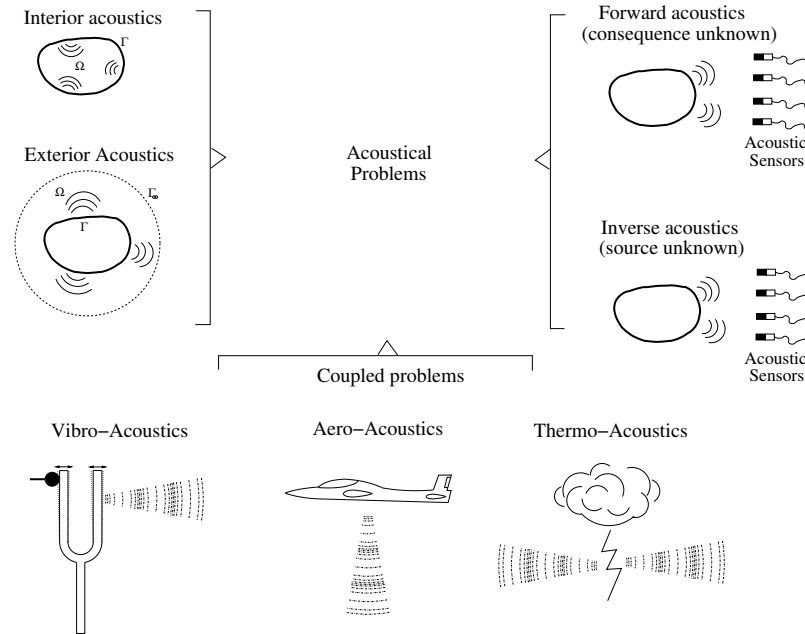 Interior acoustics
Γ
Ω
Exterior Acoustics
Ω
Γ∞
Γ
Acoustical
Problems
Forward acoustics
(consequence unknown)
Acoustic
Sensors
Inverse acoustics
(source unknown)
Acoustic
Sensors
Coupled problems
Vibro−Acoustics
Aero−Acoustics
Thermo−Acoustics